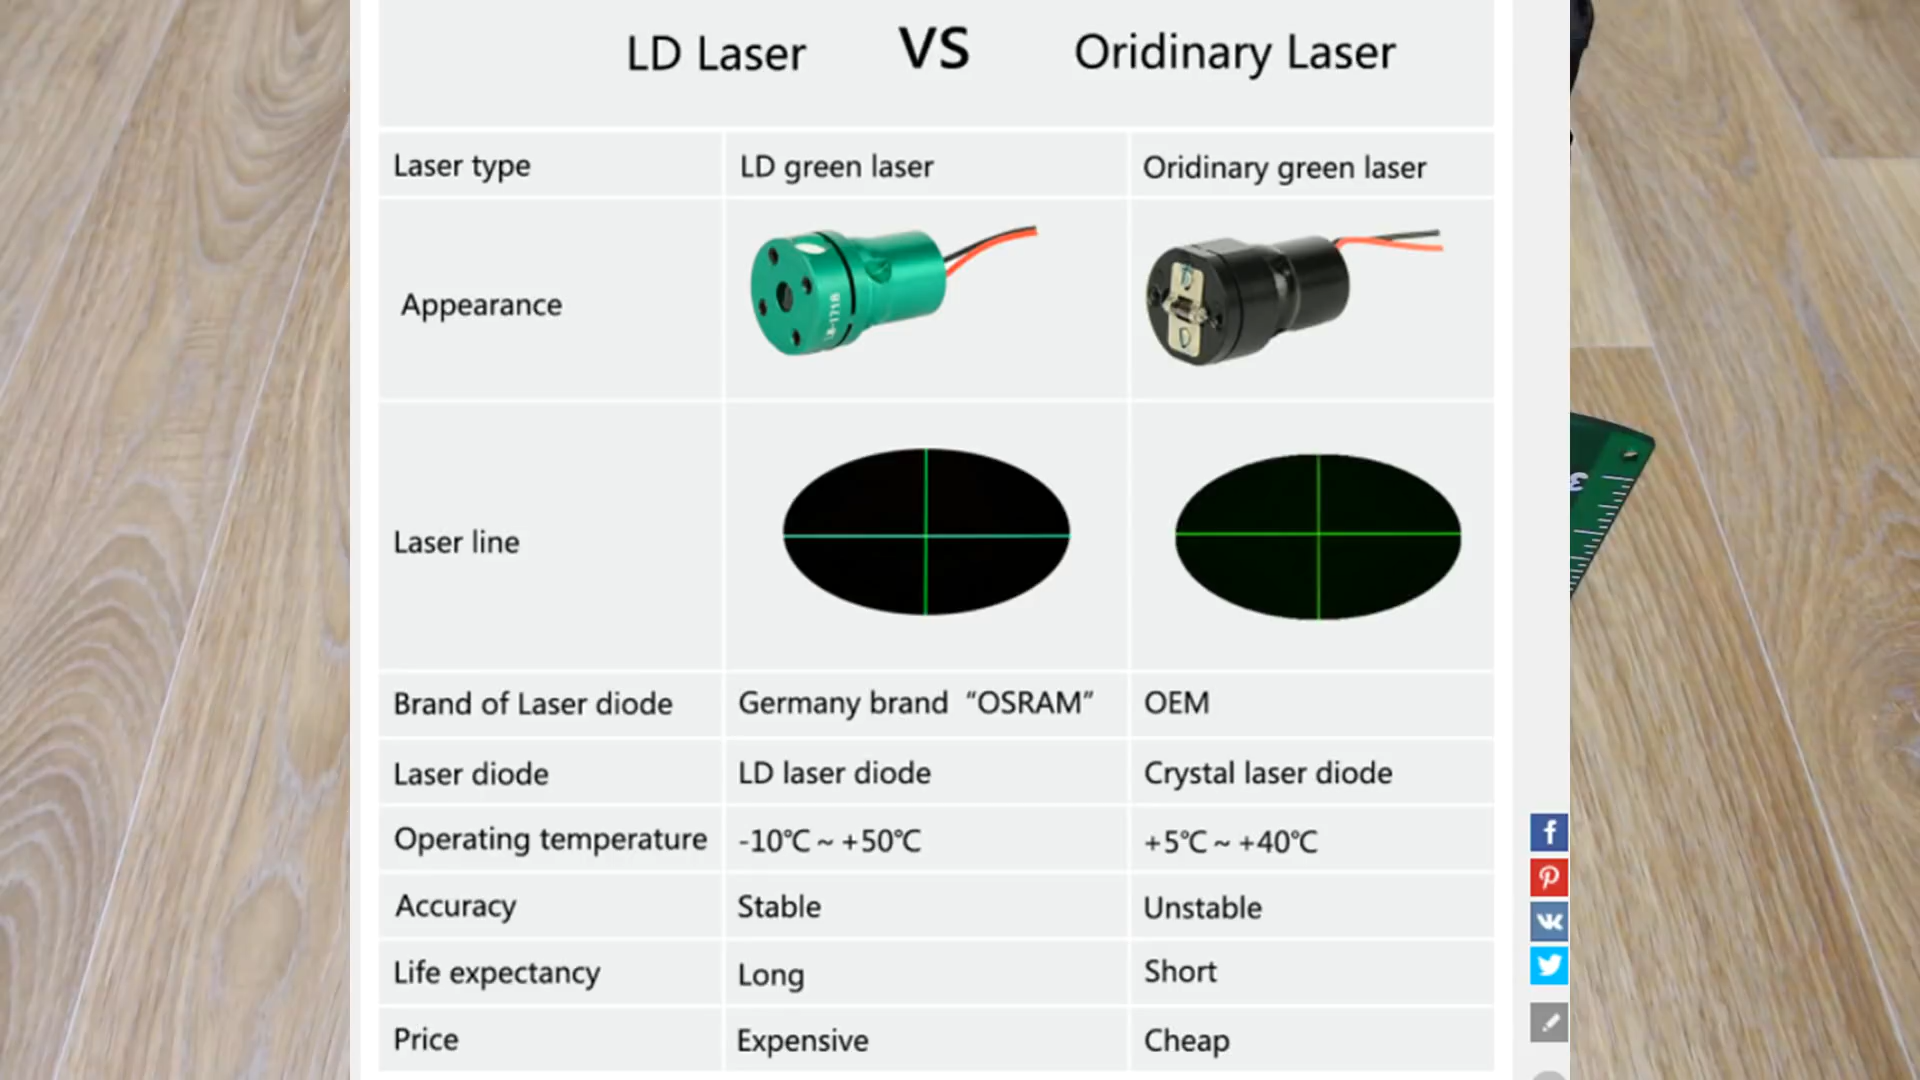 LD Laser VS Oridinary Laser
Laser type LD green laser Oridinary green laser
Appearance
Laser line
Brand of Laser diode Germany brand “OSRAM” OEM
Laser diode LD laser diode Crystal laser diode
Operating temperature -10℃ ~ +50℃ +5℃ ~ +40℃
Accuracy Stable Unstable
Life expectancy Long Short
Price Expensive Cheap
3